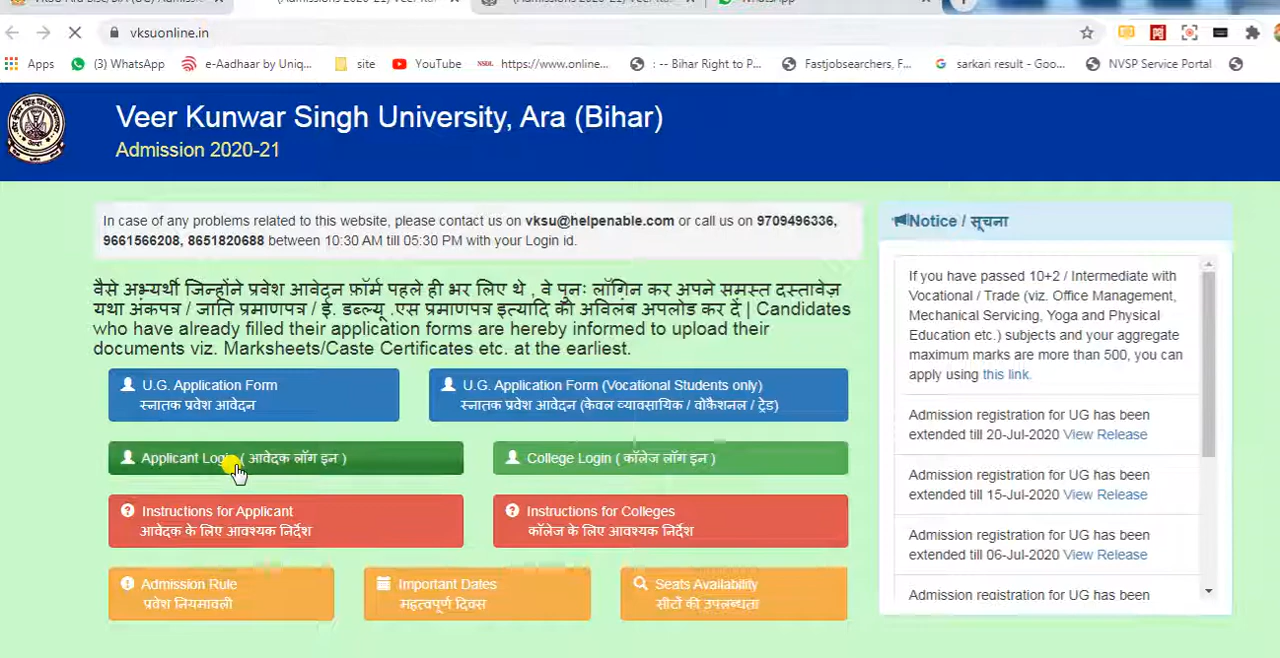 WhatsApp
vksuonline.in
Apps
(3) WhatsApp
e-Aadhaar by Uniq...
site
YouTube
NSDL
https://www.online...
: -- Bihar Right to P...
Fastjobsearchers, F...
G
sarkari result - Goo...
NVSP Service Portal
Veer Kunwar Singh University, Ara (Bihar)
Admission 2020-21
In case of any problems related to this website, please contact us on vksu@helpenable.com or call us on 9709496336,
9661566208, 8651820688 between 10:30 AM till 05:30 PM with your Login id.
वैसे अभ्यर्थी जिन्होंने प्रवेश आवेदन फ़ॉर्म पहले ही भर लिए थे , वे पुनः लॉगिन कर अपने समस्त दस्तावेज़
यथा अंकपत्र / जाति प्रमाणपत्र / ई. डब्ल्यू .एस प्रमाणपत्र इत्यादि को अविलंब अपलोड कर दें | Candidates
who have already filled their application forms are hereby informed to upload their
documents viz. Marksheets/Caste Certificates etc. at the earliest.
U.G. Application Form
स्नातक प्रवेश आवेदन
U.G. Application Form (Vocational Students only)
स्नातक प्रवेश आवेदन (केवल व्यावसायिक / वोकैशनल / ट्रेड)
Applicant Login ( आवेदक लॉग इन )
College Login ( कॉलेज लॉग इन )
Instructions for Applicant
आवेदक के लिए आवश्यक निर्देश
Instructions for Colleges
कॉलेज के लिए आवश्यक निर्देश
Admission Rule
प्रवेश नियमावली
Important Dates
महत्वपूर्ण दिवस
Seats Availability
सीटों की उपलब्धता
Notice / सूचना
If you have passed 10+2 / Intermediate with
Vocational / Trade (viz. Office Management,
Mechanical Servicing, Yoga and Physical
Education etc.) subjects and your aggregate
maximum marks are more than 500, you can
apply using this link.
Admission registration for UG has been
extended till 20-Jul-2020 View Release
Admission registration for UG has been
extended till 15-Jul-2020 View Release
Admission registration for UG has been
extended till 06-Jul-2020 View Release
Admission registration for UG has been